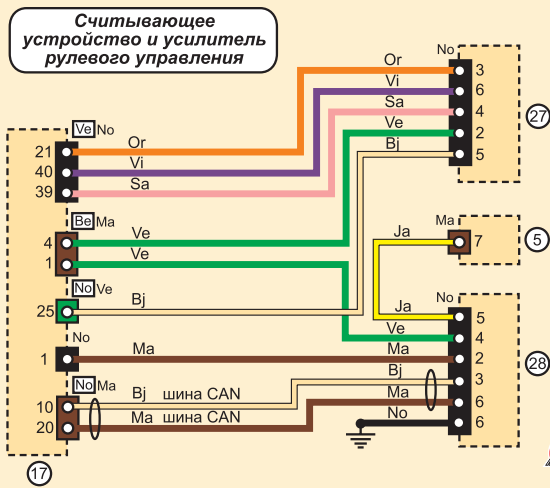 Считывающее
устройство и усилитель
рулевого управления
No
Or 3
Vi 6
Sa 4
Ve 2
Bj 5
27
Ve No
21 Or
40 Vi
39 Sa
Be Ma
4 Ve
1 Ve
Ma
Ja 7
5
No Ve
25 Bj
No
Ja 5
Ve 4
No
1 Ma Ma 2
28
No Ma
Bj 3
10 Bj шина CAN
Ma 6
20 Ma шина CAN
No 6
17